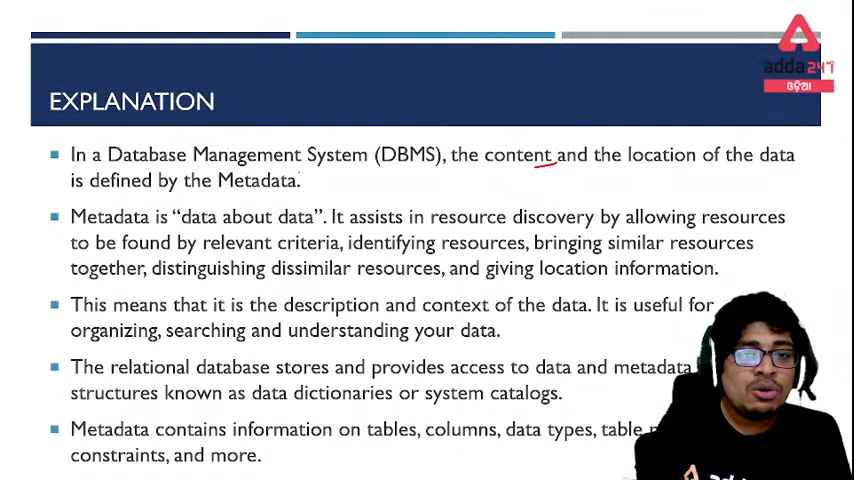 adda247
ଓଡ଼ିଆ
EXPLANATION
In a Database Management System (DBMS), the content and the location of the data
is defined by the Metadata.
Metadata is “data about data”. It assists in resource discovery by allowing resources
to be found by relevant criteria, identifying resources, bringing similar resources
together, distinguishing dissimilar resources, and giving location information.
This means that it is the description and context of the data. It is useful for
organizing, searching and understanding your data.
The relational database stores and provides access to data and metadata
structures known as data dictionaries or system catalogs.
Metadata contains information on tables, columns, data types, table
constraints, and more.